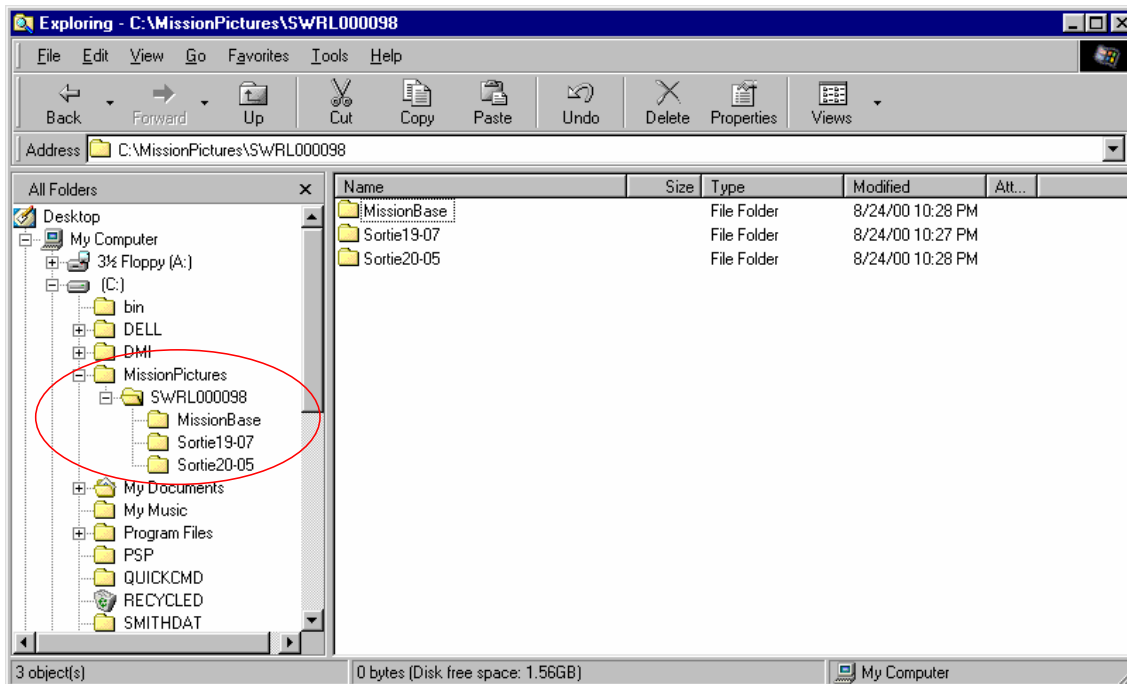 Exploring - C:\MissionPictures\SWRL000098
File Edit View Go Favorites Tools Help
Back Forward Up Cut Copy Paste Undo Delete Properties Views
Address C:\MissionPictures\SWRL000098
All Folders
Desktop
My Computer
3½ Floppy (A:)
(C:)
bin
DELL
DMI
MissionPictures
SWRL000098
MissionBase
Sortie19-07
Sortie20-05
My Documents
My Music
Program Files
PSP
QUICKCMD
RECYCLED
SMITHDAT
Name Size Type Modified Att...
MissionBase File Folder 8/24/00 10:28 PM
Sortie19-07 File Folder 8/24/00 10:27 PM
Sortie20-05 File Folder 8/24/00 10:28 PM
3 object(s) 0 bytes (Disk free space: 1.56GB) My Computer